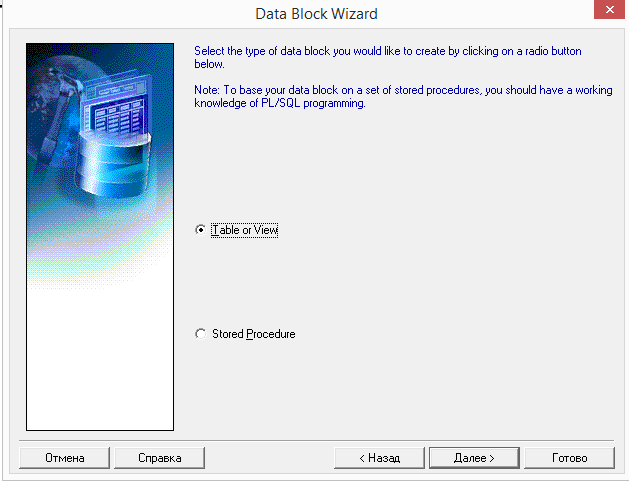 Data Block Wizard
Select the type of data block you would like to create by clicking on a radio button
below.
Note: To base your data block on a set of stored procedures, you should have a working
knowledge of PL/SQL programming.
Table or View
Stored Procedure
Отмена
Справка
< Назад
Далее >
Готово